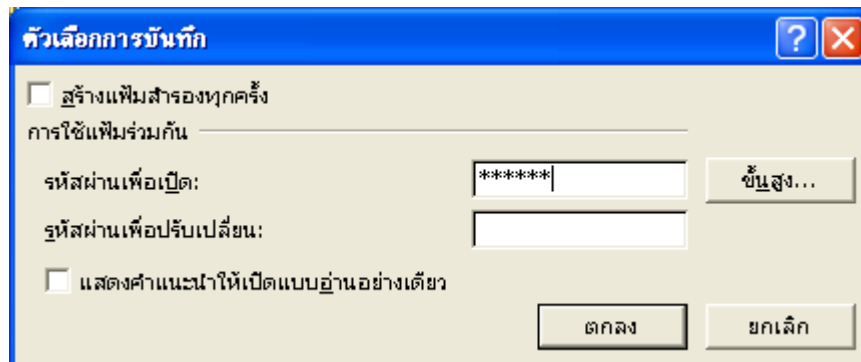 ตัวเลือกการบันทึก
สร้างแฟ้มสำรองทุกครั้ง
การใช้แฟ้มร่วมกัน
รหัสผ่านเพื่อเปิด: ****** ขั้นสูง...
รหัสผ่านเพื่อปรับเปลี่ยน:
แสดงคำแนะนำให้เปิดแบบอ่านอย่างเดียว
ตกลง ยกเลิก